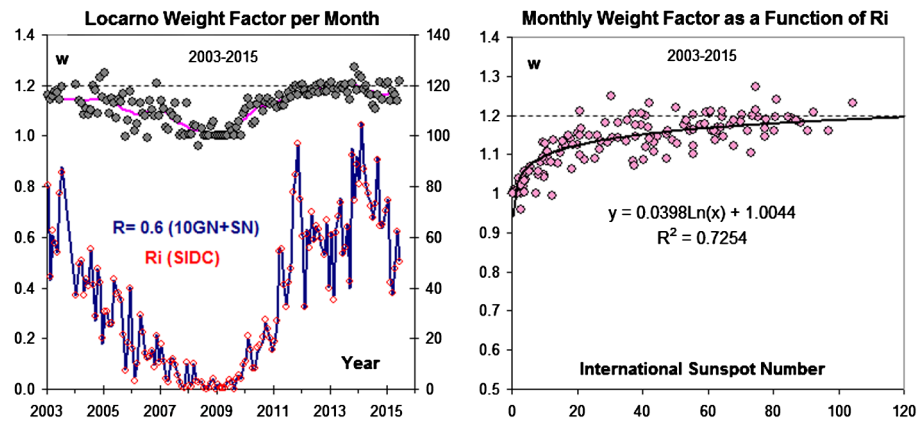 Locarno Weight Factor per Month
1.4
1.2
1.0
0.8
0.6
0.4
0.2
0.0
140
120
100
80
60
40
20
0
w
2003-2015
R= 0.6 (10GN+SN)
Ri (SIDC)
Year
2003 2005 2007 2009 2011 2013 2015
Monthly Weight Factor as a Function of Ri
1.4
1.3
1.2
1.1
1.0
0.9
0.8
0.7
0.6
0.5
w
2003-2015
y = 0.0398Ln(x) + 1.0044
R² = 0.7254
International Sunspot Number
0 20 40 60 80 100 120